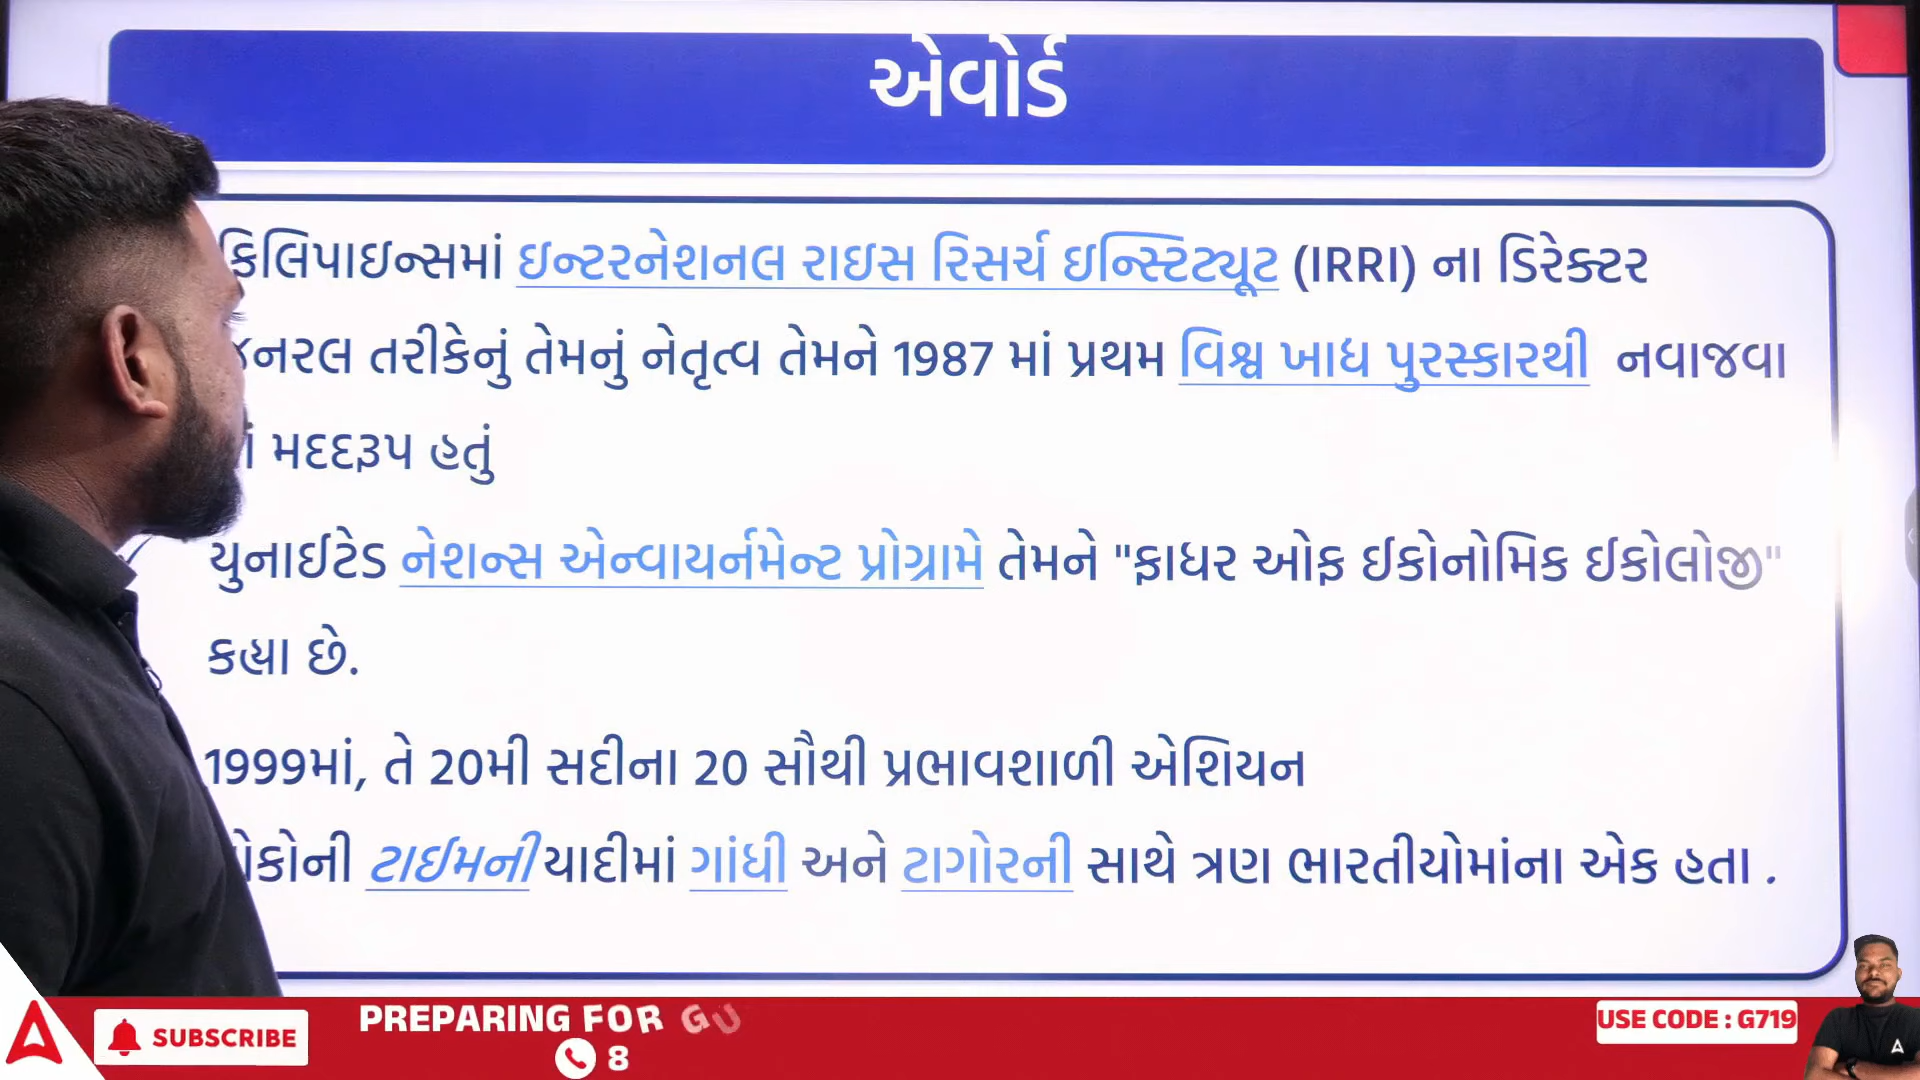 એવોર્ડ
ફિલિપાઇન્સમાં ઇન્ટરનેશનલ રાઇસ રિસર્ચ ઇન્સ્ટિટ્યૂટ (IRRI) ના ડિરેક્ટર
જનરલ તરીકેનું તેમનું નેતૃત્વ તેમને 1987 માં પ્રથમ વિશ્વ ખાદ્ય પુરસ્કારથી નવાજવા
માં મદદરૂપ હતું
યુનાઈટેડ નેશન્સ એન્વાયર્નમેન્ટ પ્રોગ્રામે તેમને "ફાધર ઓફ ઈકોનોમિક ઈકોલોજી"
કહ્યા છે.
1999માં, તે 20મી સદીના 20 સૌથી પ્રભાવશાળી એશિયન
લોકોની ટાઈમની યાદીમાં ગાંધી અને ટાગોરની સાથે ત્રણ ભારતીયોમાંના એક હતા .
SUBSCRIBE
PREPARING FOR GU
8
USE CODE : G719